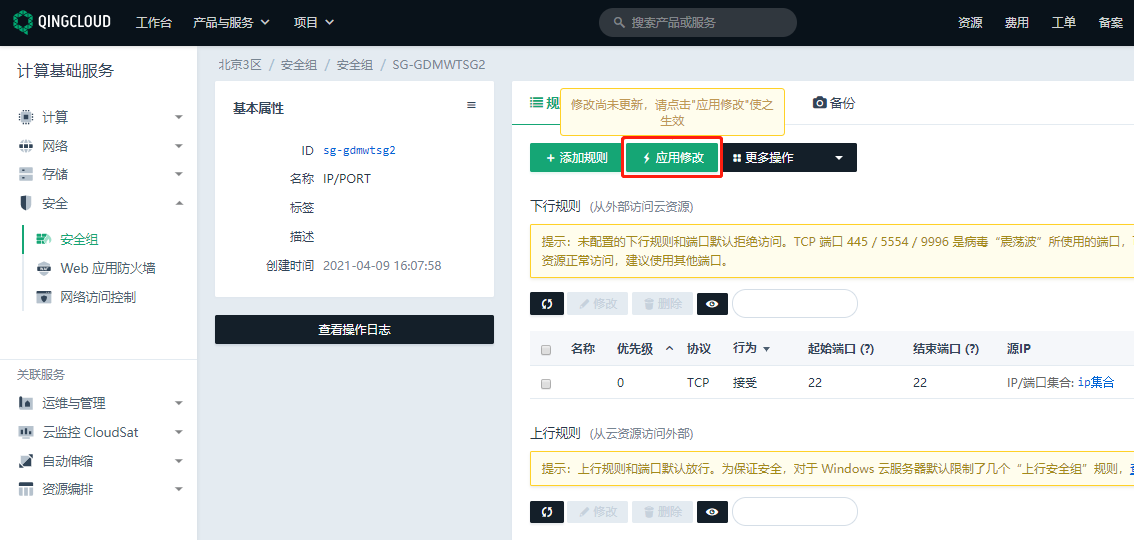 QINGCLOUD 工作台 产品与服务 项目 搜索产品或服务 资源 费用 工单 备案
计算基础服务
计算
网络
存储
安全
安全组
Web 应用防火墙
网络访问控制
关联服务
运维与管理
云监控 CloudSat
自动伸缩
资源编排
北京3区 / 安全组 / 安全组 / SG-GDMWTSG2
基本属性
ID sg-gdmwtsg2
名称 IP/PORT
标签
描述
创建时间 2021-04-09 16:07:58
查看操作日志
规
修改尚未更新，请点击"应用修改"使之
生效
备份
+ 添加规则 应用修改 更多操作
下行规则 (从外部访问云资源)
提示：未配置的下行规则和端口默认拒绝访问。TCP 端口 445 / 5554 / 9996 是病毒“震荡波”所使用的端口，
资源正常访问，建议使用其他端口。
修改 删除
名称 优先级 协议 行为 起始端口 (?) 结束端口 (?) 源IP
0 TCP 接受 22 22 IP/端口集合: ip集合
上行规则 (从云资源访问外部)
提示：上行规则和端口默认放行。为保证安全，对于 Windows 云服务器默认限制了几个“上行安全组”规则，
修改 删除